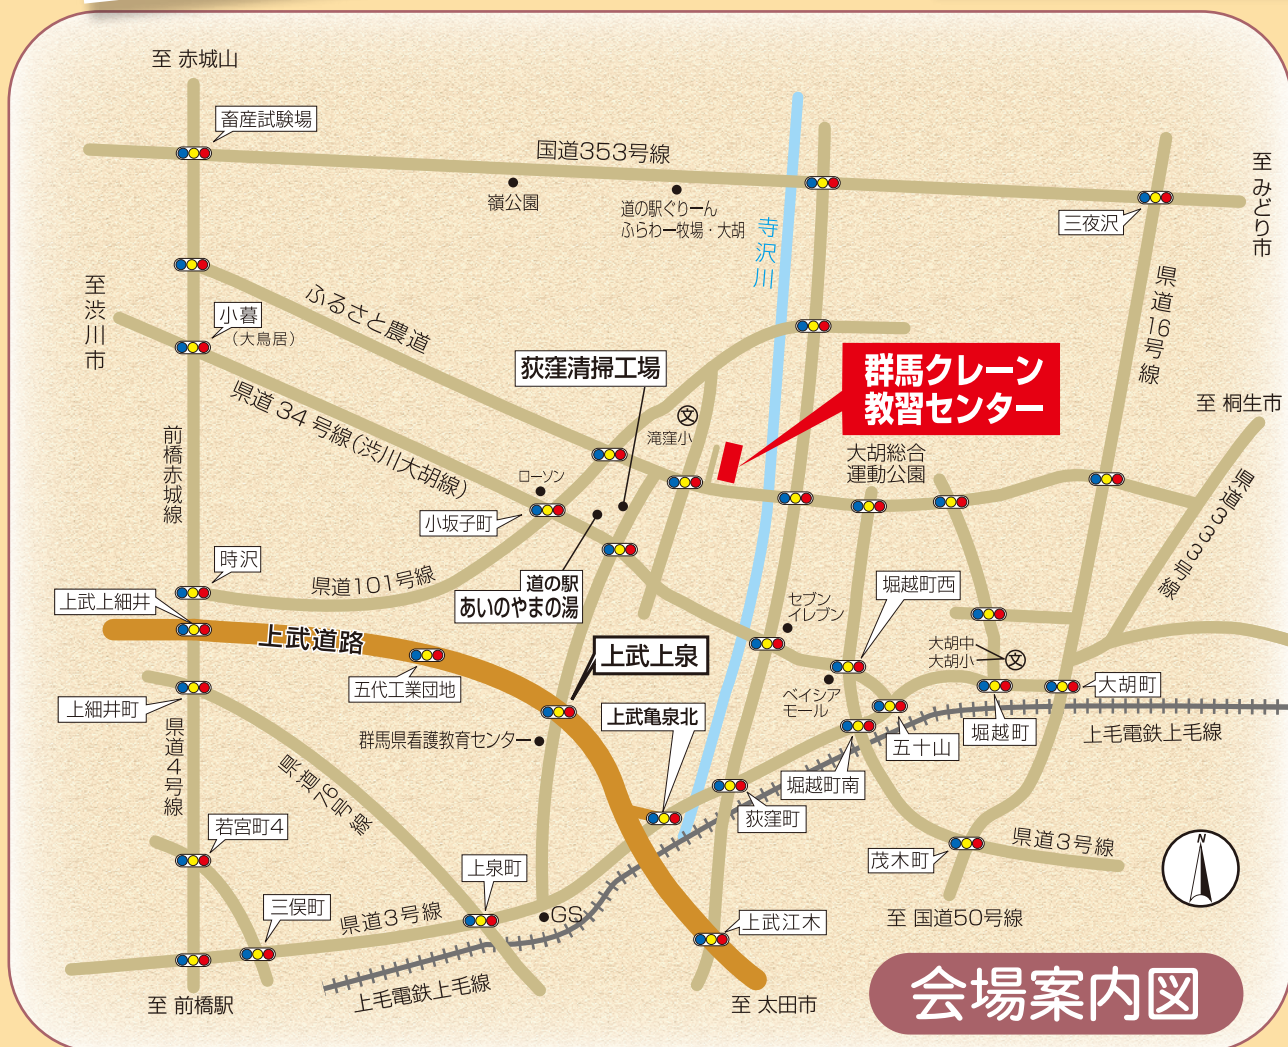 至 赤城山
畜産試験場
国道353号線
嶺公園
道の駅ぐりーん
ふらわー牧場・大胡
寺沢川
三夜沢
至 みどり市
至 渋川市
小暮
(大鳥居)
ふるさと農道
県道16号線
荻窪清掃工場
群馬クレーン
教習センター
県道 34 号線(渋川大胡線)
前橋赤城線
文
滝窪小
大胡総合
運動公園
至 桐生市
県道333号線
ローソン
小坂子町
時沢
県道101号線
道の駅
あいのやまの湯
堀越町西
セブン
イレブン
上武上細井
上武道路
五代工業団地
上武上泉
大胡中
大胡小
文
大胡町
上細井町
県道4号線
県道76号線
群馬県看護教育センター
上武亀泉北
ベイシア
モール
五十山
堀越町
上毛電鉄上毛線
堀越町南
荻窪町
若宮町4
三俣町
県道3号線
上泉町
GS
上武江木
茂木町
県道3号線
N
至 国道50号線
至 前橋駅
上毛電鉄上毛線
至 太田市
会場案内図